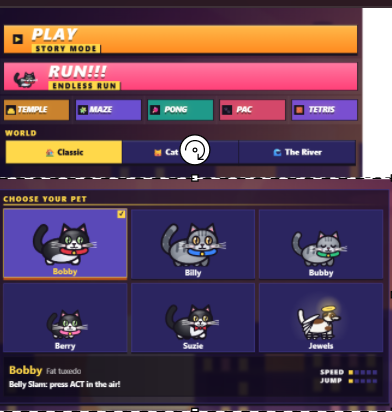 PLAY
STORY MODE
RUN!!!
ENDLESS RUN
TEMPLE MAZE PONG PAC TETRIS
WORLD
Classic Cat The River
CHOOSE YOUR PET
Bobby Billy Bubby
Berry Suzie Jewels
Bobby Fat tuxedo
Belly Slam: press ACT in the air!
SPEED
JUMP